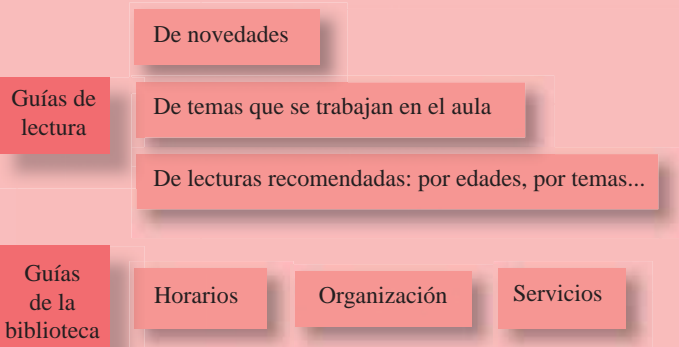 De novedades
Guías de
lectura
De temas que se trabajan en el aula
De lecturas recomendadas: por edades, por temas...
Guías
de la
biblioteca
Horarios
Organización
Servicios